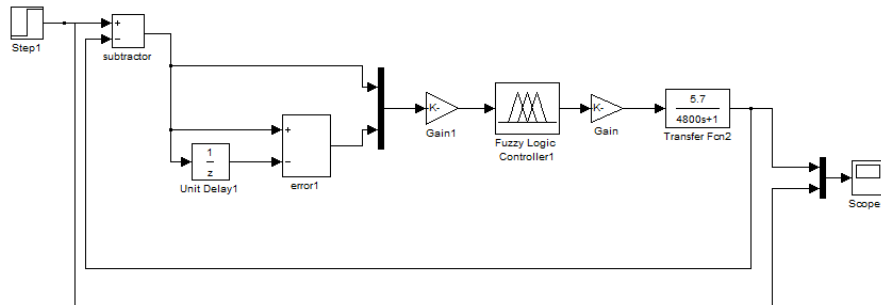 Step1
+
−
subtractor
1
z
Unit Delay1
+
−
error1
K-
Gain1
Fuzzy Logic
Controller1
K-
Gain
5.7
4800s+1
Transfer Fcn2
Scope